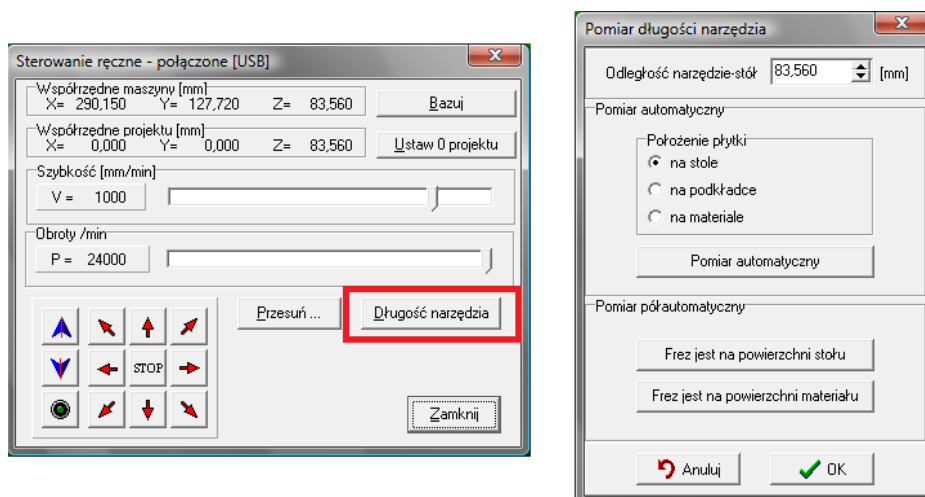 Sterowanie ręczne - połączone [USB]
Współrzędne maszyny [mm]
X= 290,150 Y= 127,720 Z= 83,560
Bazuj
Współrzędne projektu [mm]
X= 0,000 Y= 0,000 Z= 83,560
Ustaw 0 projektu
Szybkość [mm/min]
V = 1000
Obroty /min
P = 24000
Przesuń ...
Długość narzędzia
STOP
Zamknij
Pomiar długości narzędzia
Odległość narzędzie-stół 83,560 [mm]
Pomiar automatyczny
Położenie płytki
na stole
na podkładce
na materiale
Pomiar automatyczny
Pomiar półautomatyczny
Frez jest na powierzchni stołu
Frez jest na powierzchni materiału
Anuluj
OK